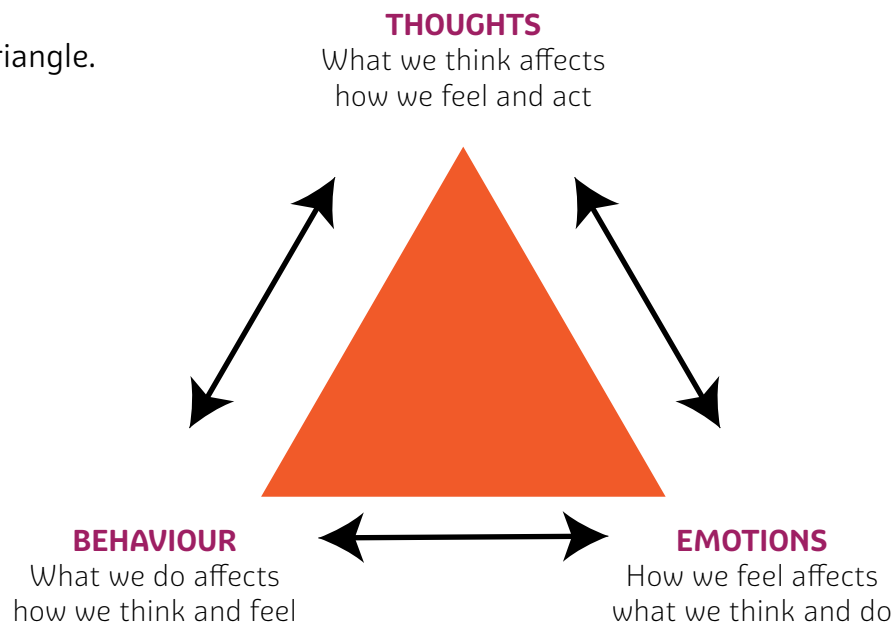 THOUGHTS
riangle.
What we think affects
how we feel and act
BEHAVIOUR
What we do affects
how we think and feel
EMOTIONS
How we feel affects
what we think and do